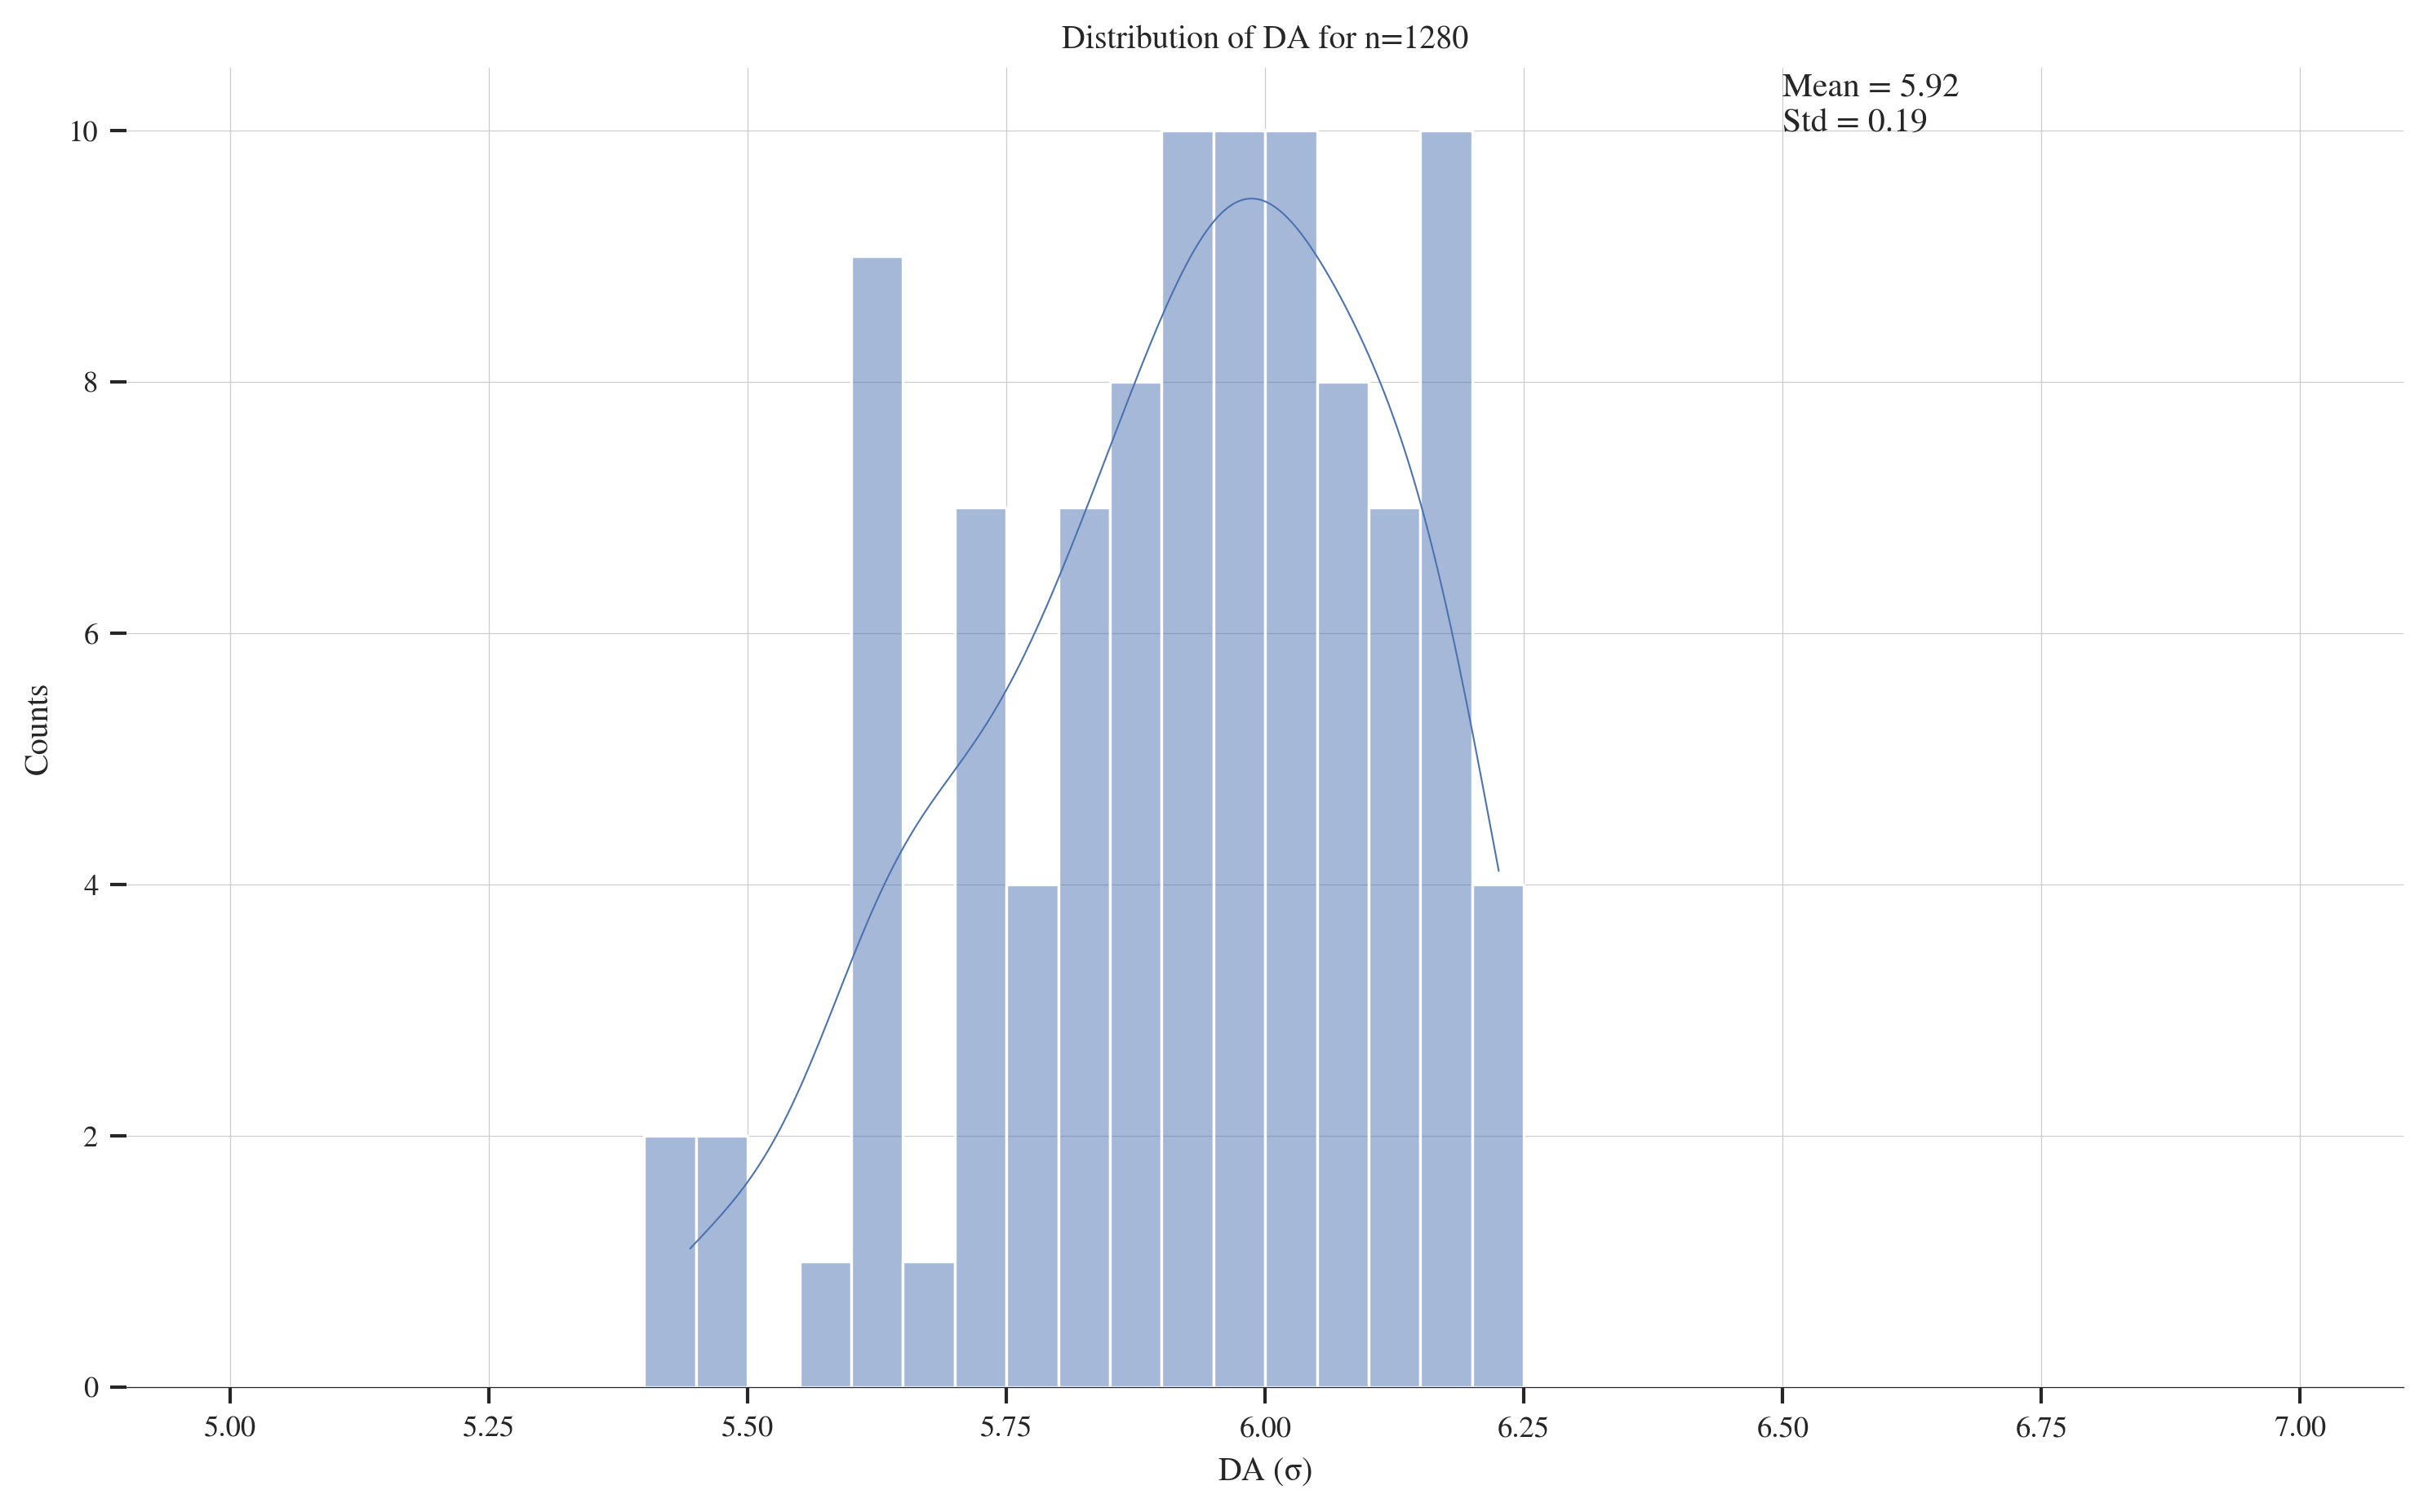 Distribution of DA for n=1280
Mean = 5.92
Std = 0.19
10
8
6
4
2
0
Counts
5.00 5.25 5.50 5.75 6.00 6.25 6.50 6.75 7.00
DA (σ)